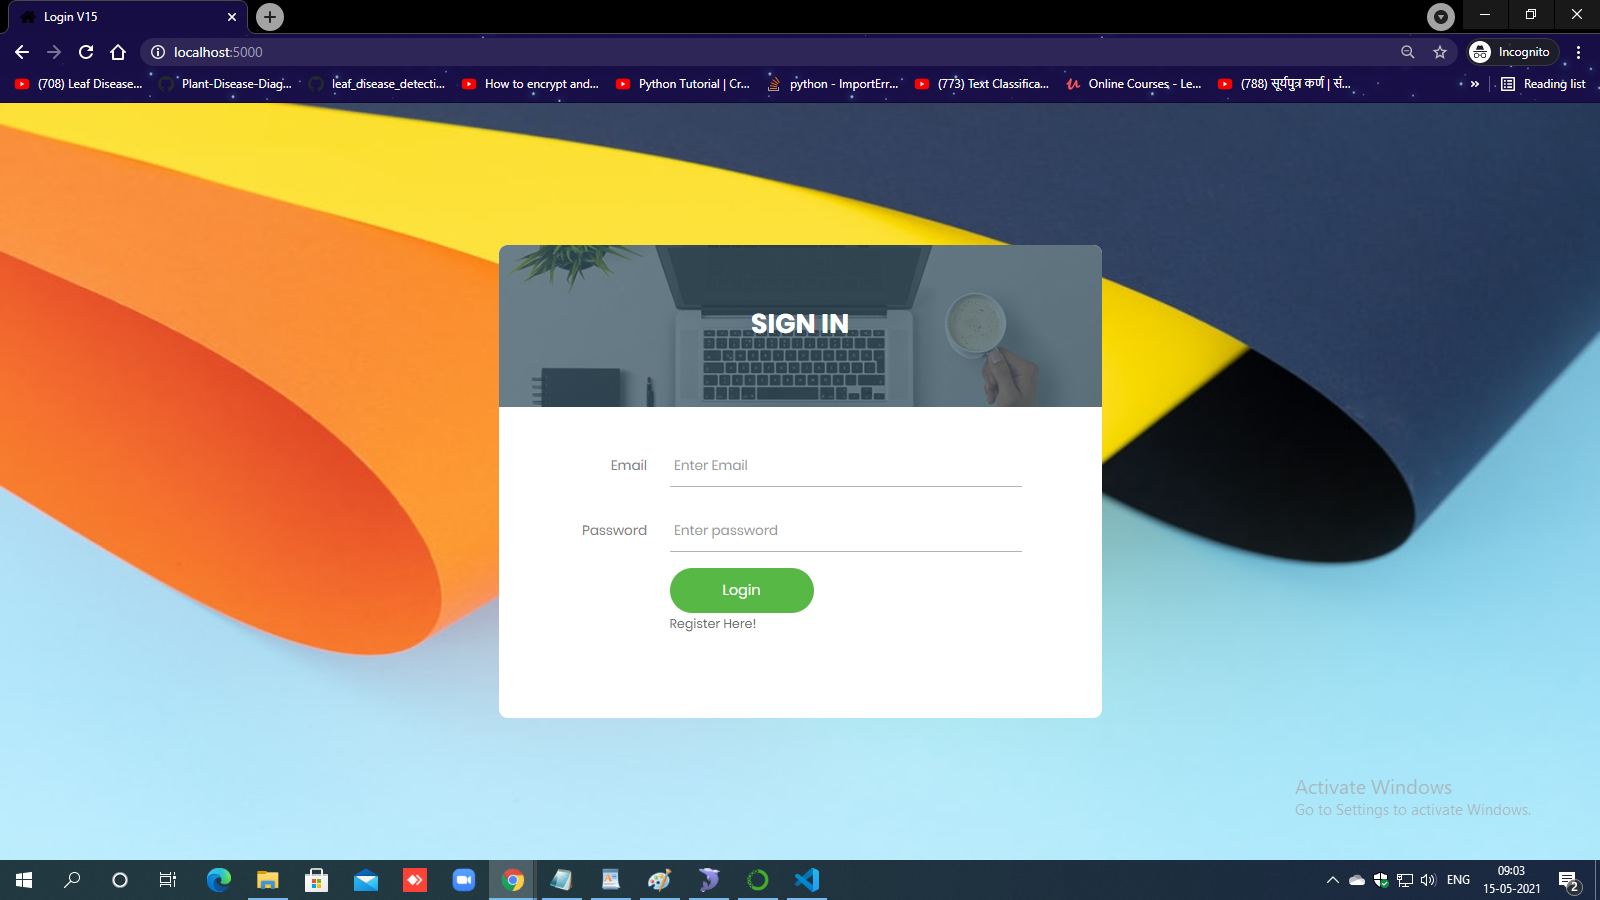 Login V15
localhost:5000
Incognito
(708) Leaf Disease...
Plant-Disease-Diag...
leaf_disease_detecti...
How to encrypt and...
Python Tutorial | Cr...
python - ImportErr...
(773) Text Classifica...
Online Courses - Le...
(788) सूर्यपुत्र कर्ण | सं...
»
Reading list
SIGN IN
Email
Enter Email
Password
Enter password
Login
Register Here!
Activate Windows
Go to Settings to activate Windows.
ENG
09:03
15-05-2021
2